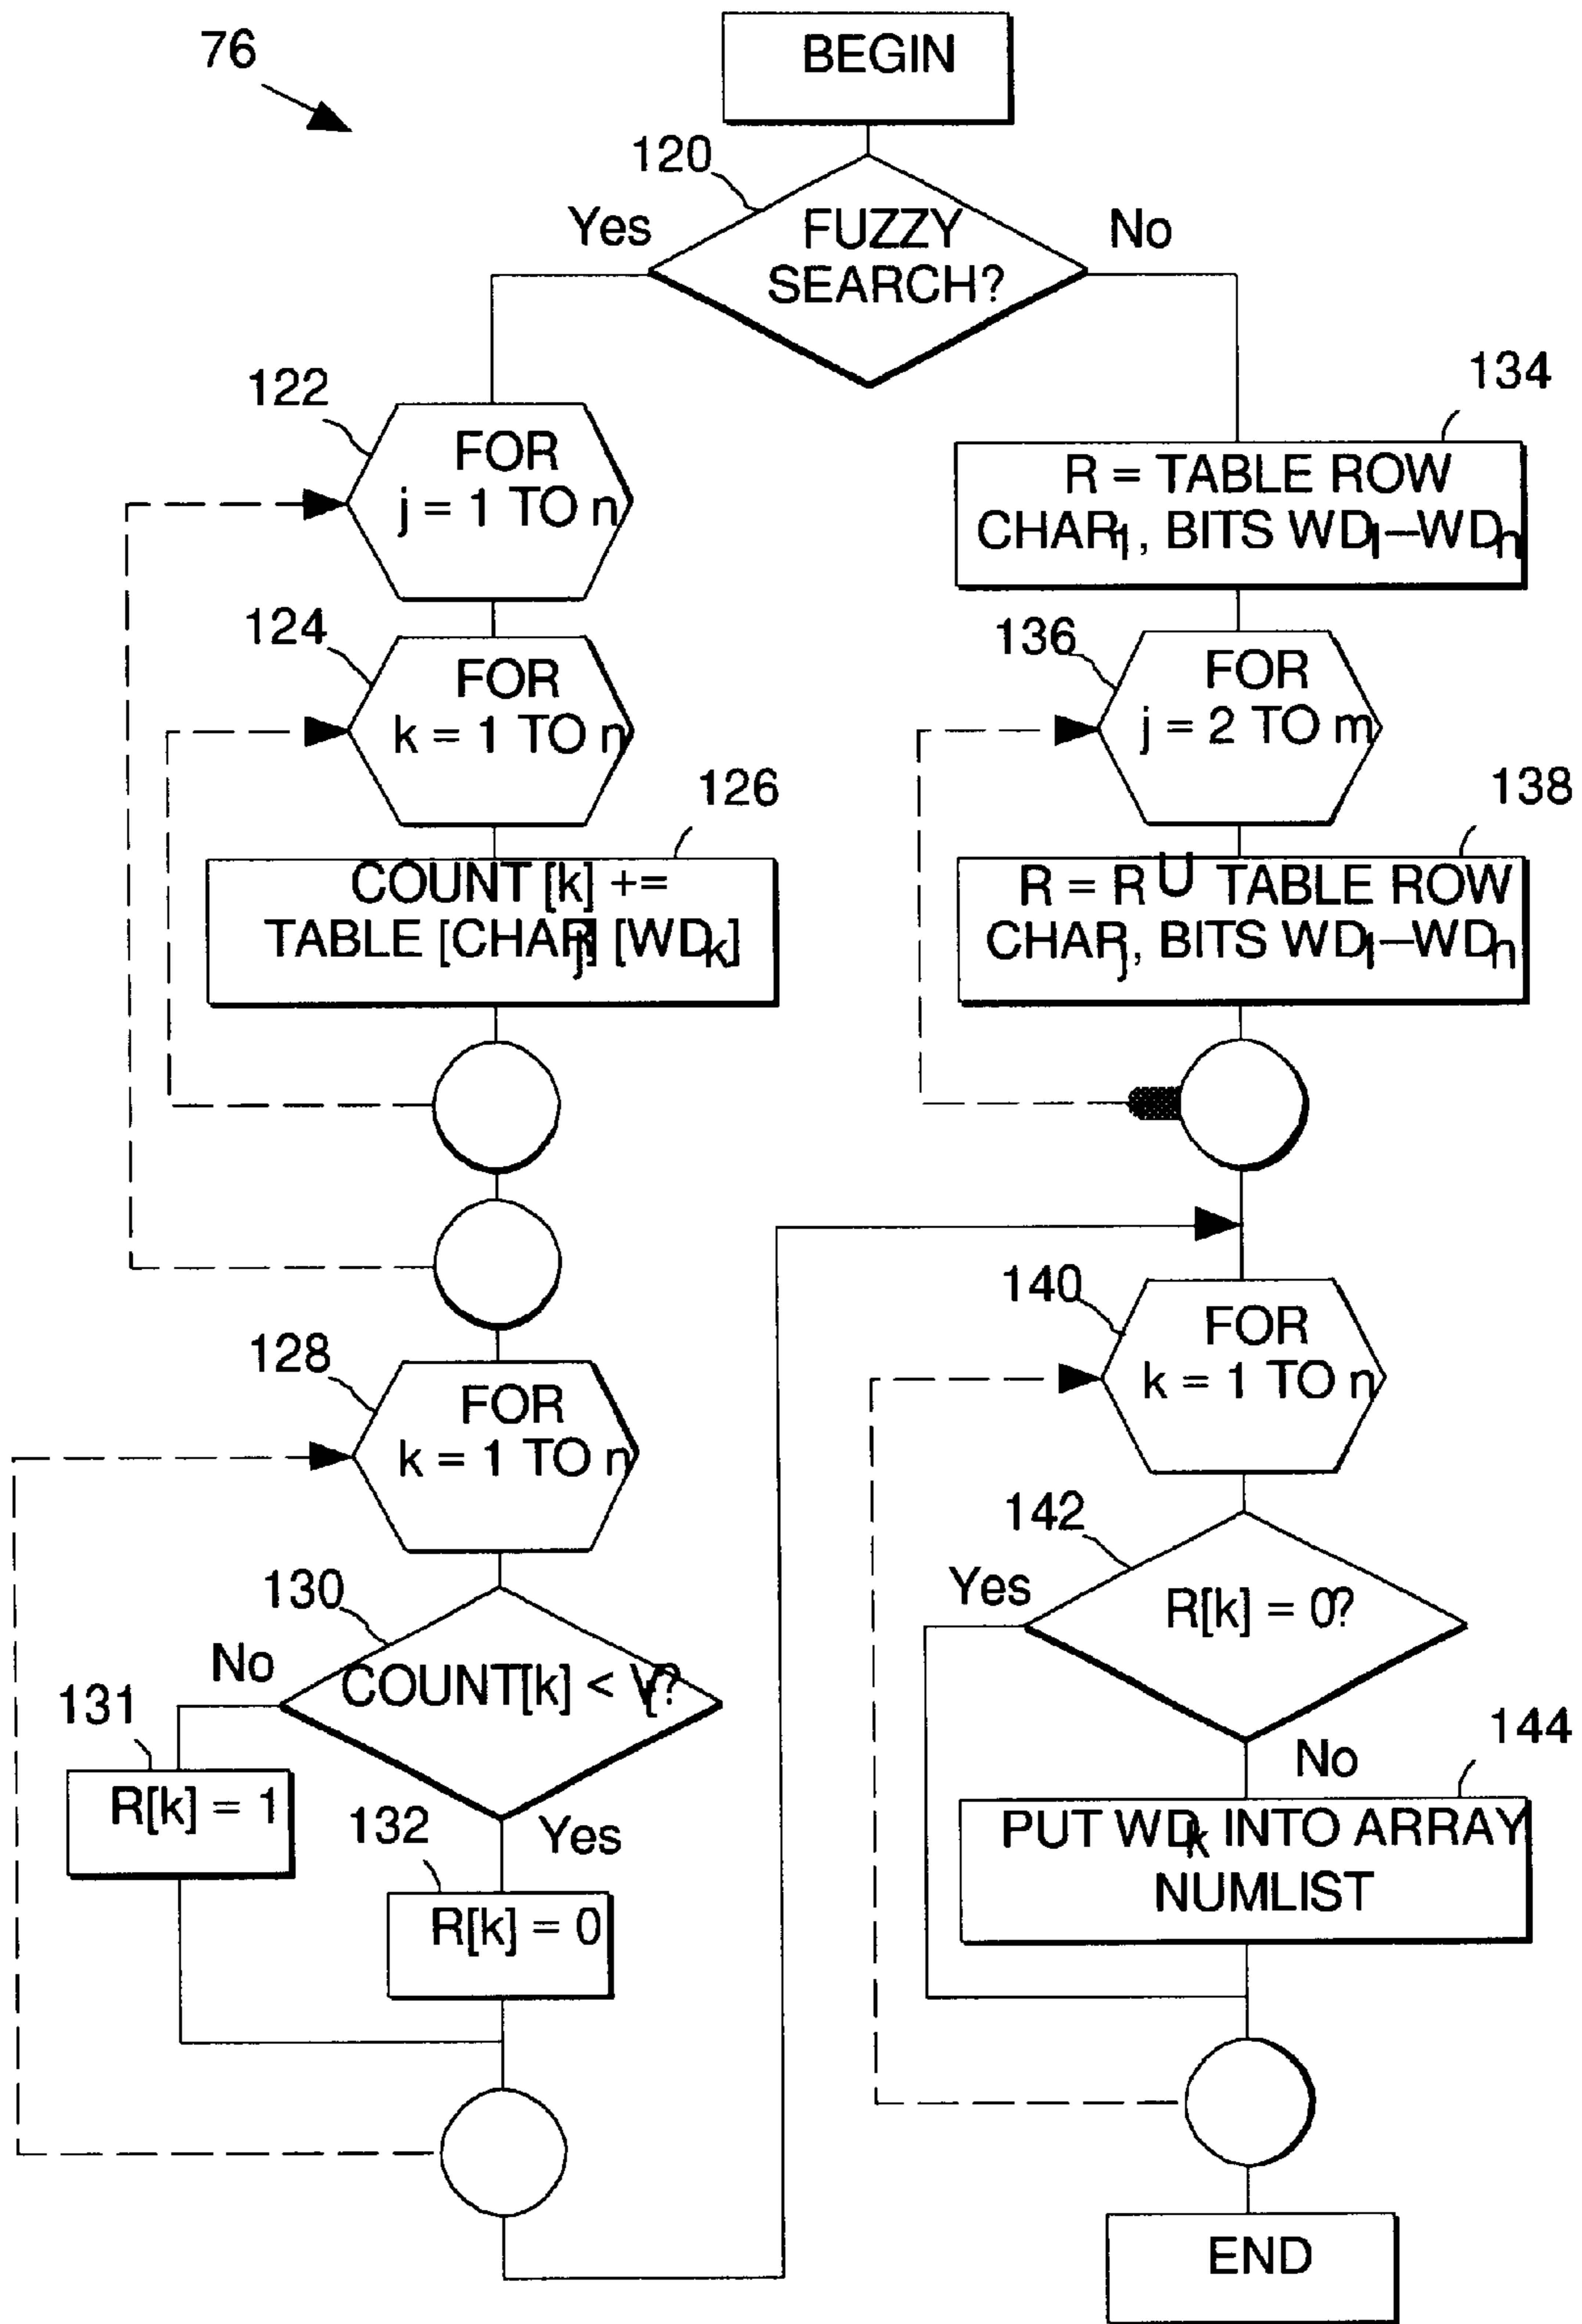 76
BEGIN
120
Yes
FUZZY
SEARCH?
No
122
FOR
j = 1 TO n
124
FOR
k = 1 TO n
126
COUNT [k] +=
TABLE [CHARj] [WDk]
128
FOR
k = 1 TO n
130
No
COUNT[k] < Vf?
131
R[k] = 1
132
Yes
R[k] = 0
134
R = TABLE ROW
CHAR1, BITS WD1–WDn
136
FOR
j = 2 TO m
138
R = R U TABLE ROW
CHARj, BITS WD1–WDn
140
FOR
k = 1 TO n
142
Yes
R[k] = 0?
No
144
PUT WDk INTO ARRAY
NUMLIST
END